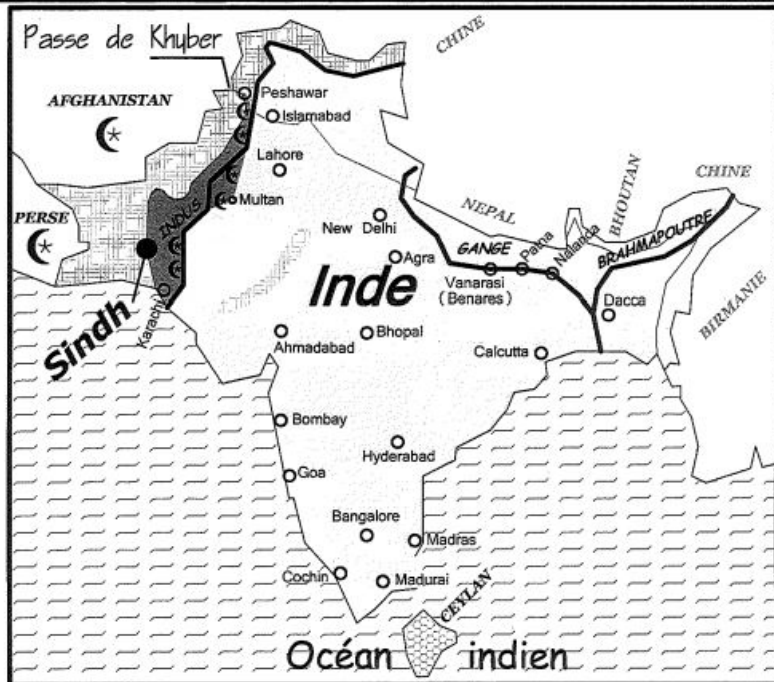 Passe de Khyber
CHINE
Peshawar
AFGHANISTAN
Islamabad
Lahore
INDUS
Multan
PERSE
NEPAL
BHOUTAN
CHINE
New Delhi
GANGE
Patna
Nalanda
BRAHMAPOUTRE
Agra
Vanarasi
(Benares)
Inde
Dacca
BIRMANIE
Sindh
Karachi
Ahmadabad
Bhopal
Calcutta
Bombay
Hyderabad
Goa
Bangalore
Madras
Cochin
Madurai
CEYLAN
Océan indien